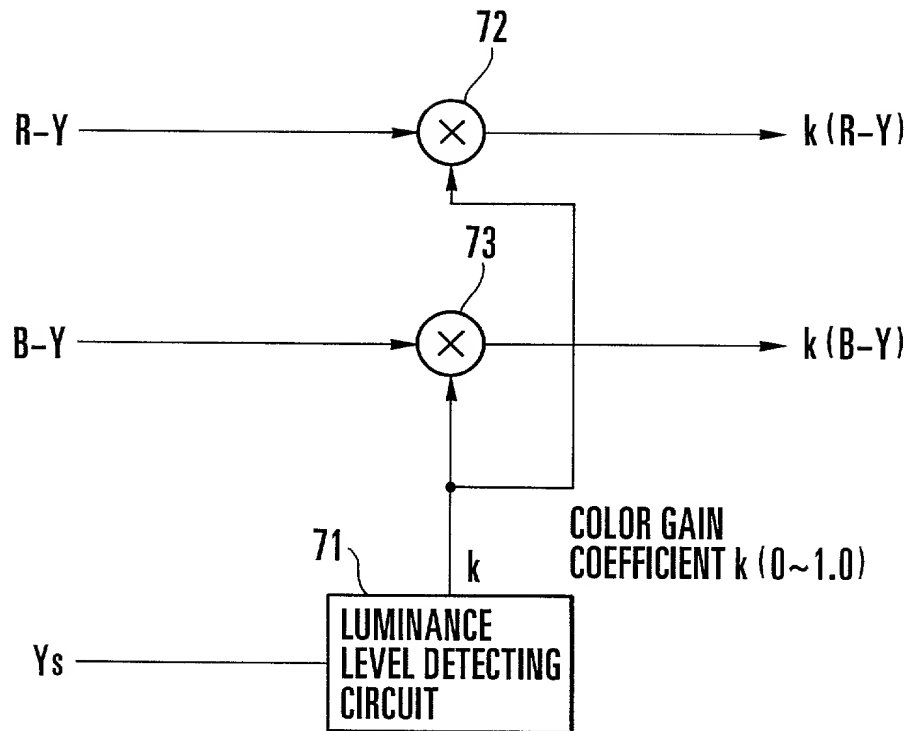 72
R-Y
×
k (R-Y)
73
B-Y
×
k (B-Y)
COLOR GAIN
COEFFICIENT k (0~1.0)
71
k
Ys
LUMINANCE
LEVEL DETECTING
CIRCUIT